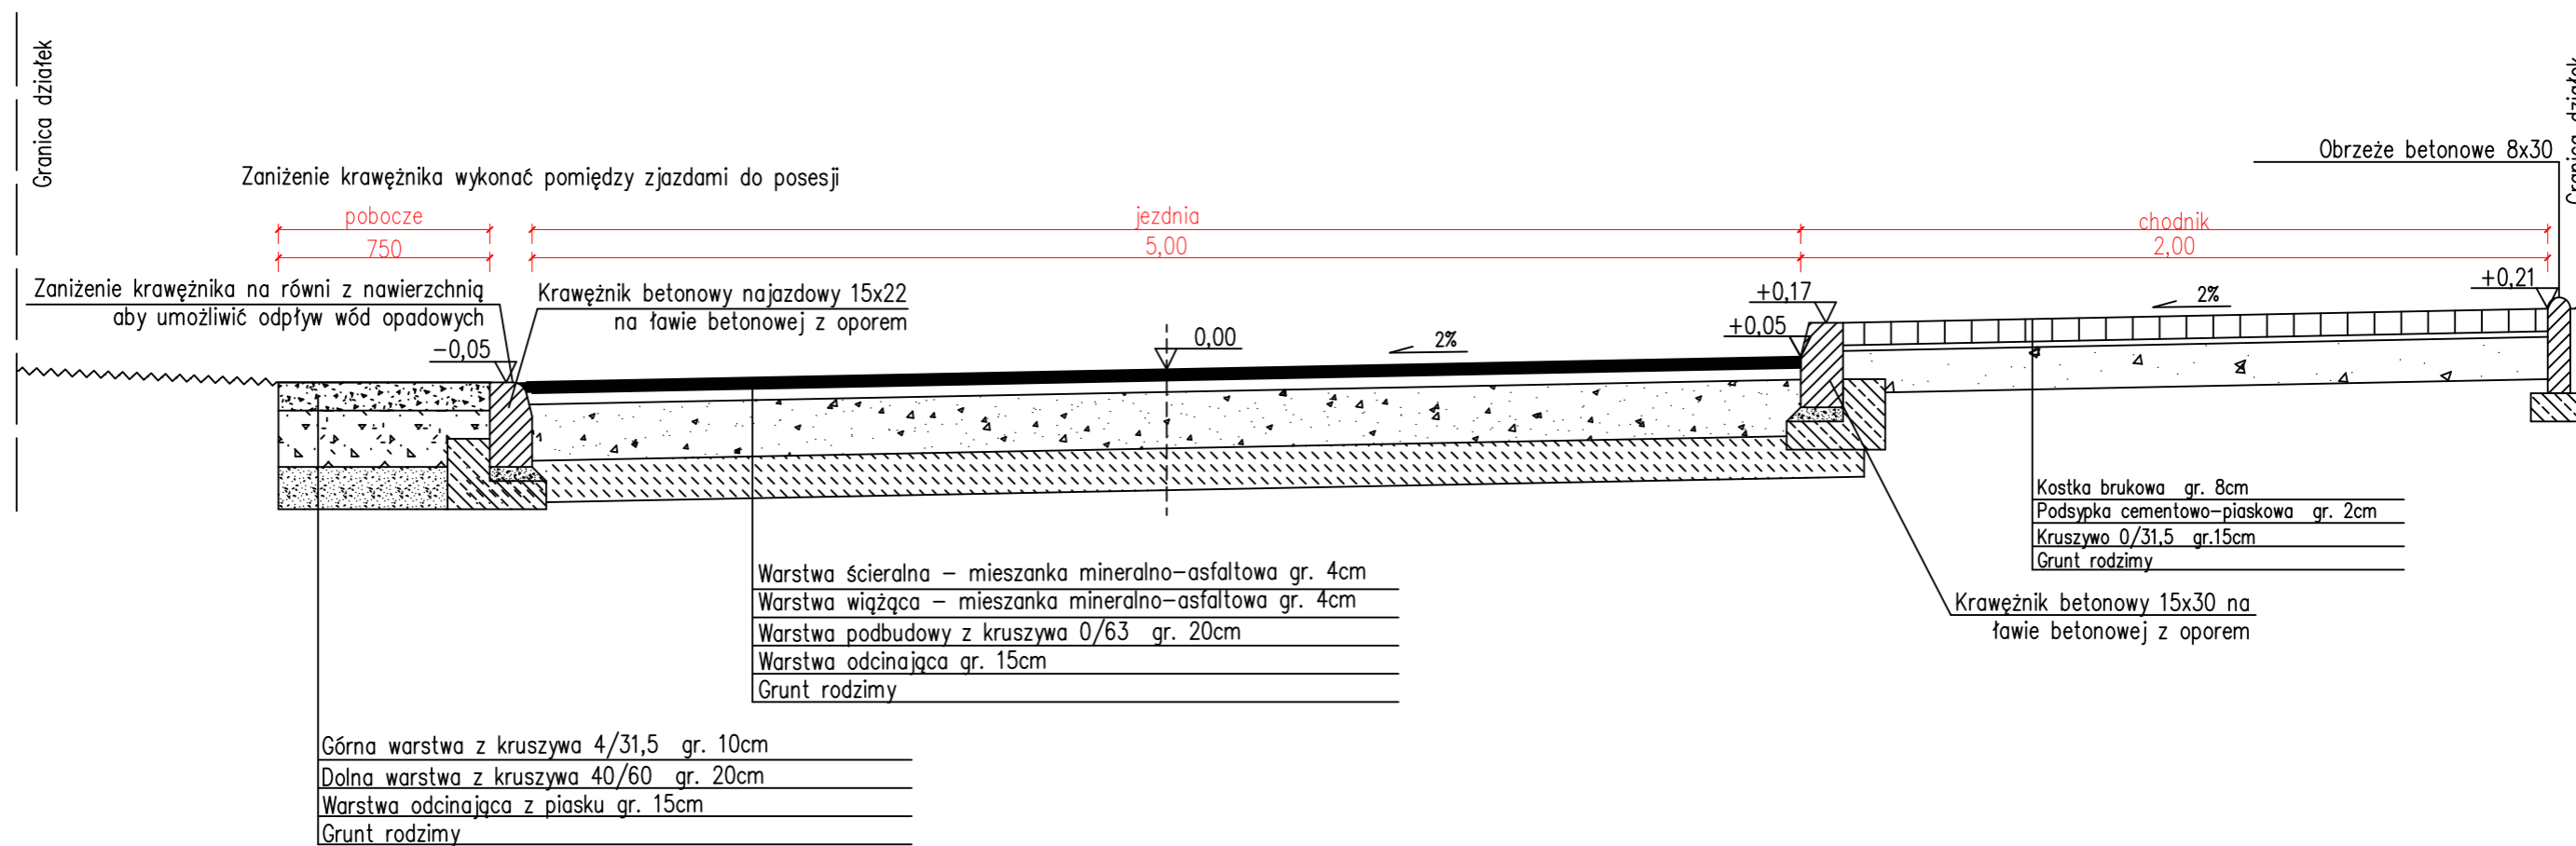 Granica działek
Granica działek
Obrzeże betonowe 8x30
Zaniżenie krawężnika wykonać pomiędzy zjazdami do posesji
pobocze
jezdnia
chodnik
750
5,00
2,00
Zaniżenie krawężnika na równi z nawierzchnią
aby umożliwić odpływ wód opadowych
Krawężnik betonowy najazdowy 15x22
na ławie betonowej z oporem
-0,05
0,00
2%
+0,17
+0,05
2%
+0,21
Kostka brukowa gr. 8cm
Podsypka cementowo-piaskowa gr. 2cm
Kruszywo 0/31,5 gr.15cm
Grunt rodzimy
Krawężnik betonowy 15x30 na
ławie betonowej z oporem
Warstwa ścieralna - mieszanka mineralno-asfaltowa gr. 4cm
Warstwa wiążąca - mieszanka mineralno-asfaltowa gr. 4cm
Warstwa podbudowy z kruszywa 0/63 gr. 20cm
Warstwa odcinająca gr. 15cm
Grunt rodzimy
Górna warstwa z kruszywa 4/31,5 gr. 10cm
Dolna warstwa z kruszywa 40/60 gr. 20cm
Warstwa odcinająca z piasku gr. 15cm
Grunt rodzimy